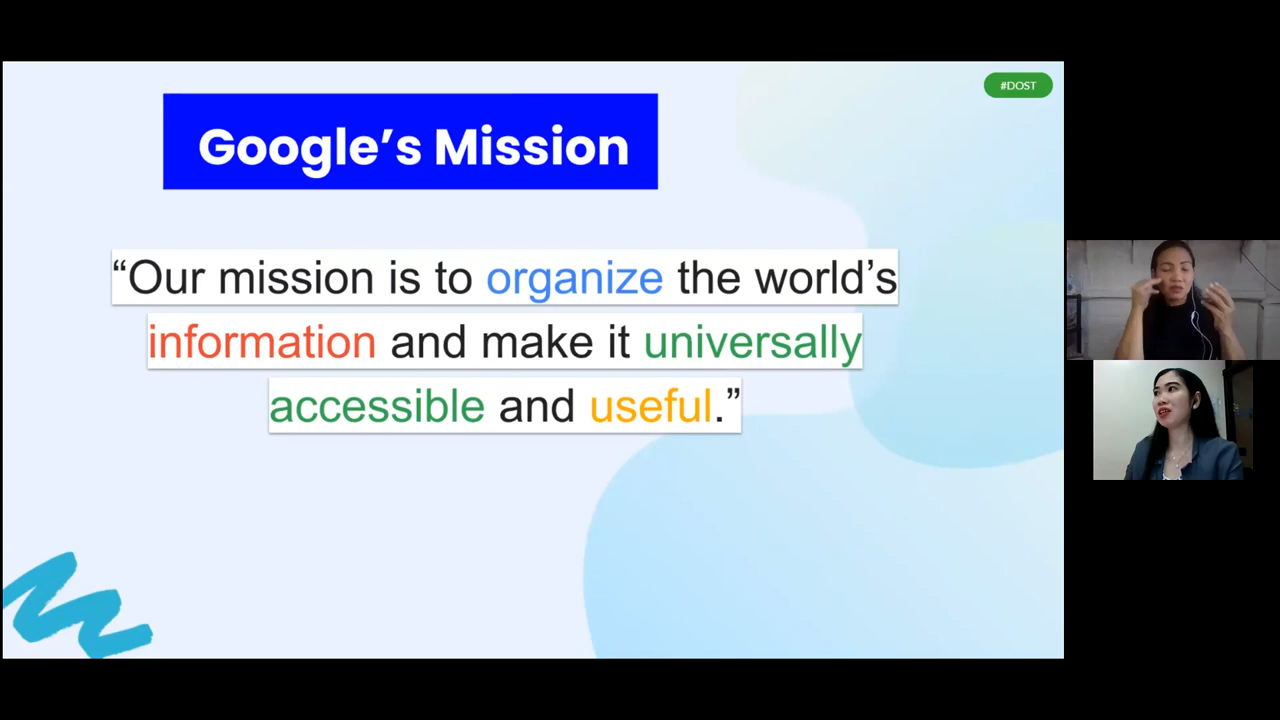 #DOST
Google’s Mission
“Our mission is to organize the world’s
information and make it universally
accessible and useful.”